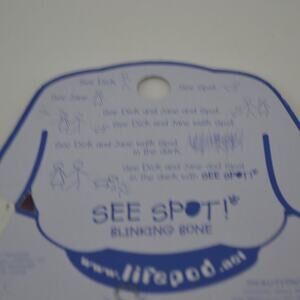 See Dick
See Spot
See Jane
See Dick and Jane and Spot
See Dick and Jane with Spot
See Dick and Jane with Spot
in the dark
See Dick and Jane and Spot
in the dark with SEE SPOT!*
SEE SPOT!*
BLINKING BONE
www.lifepod.net